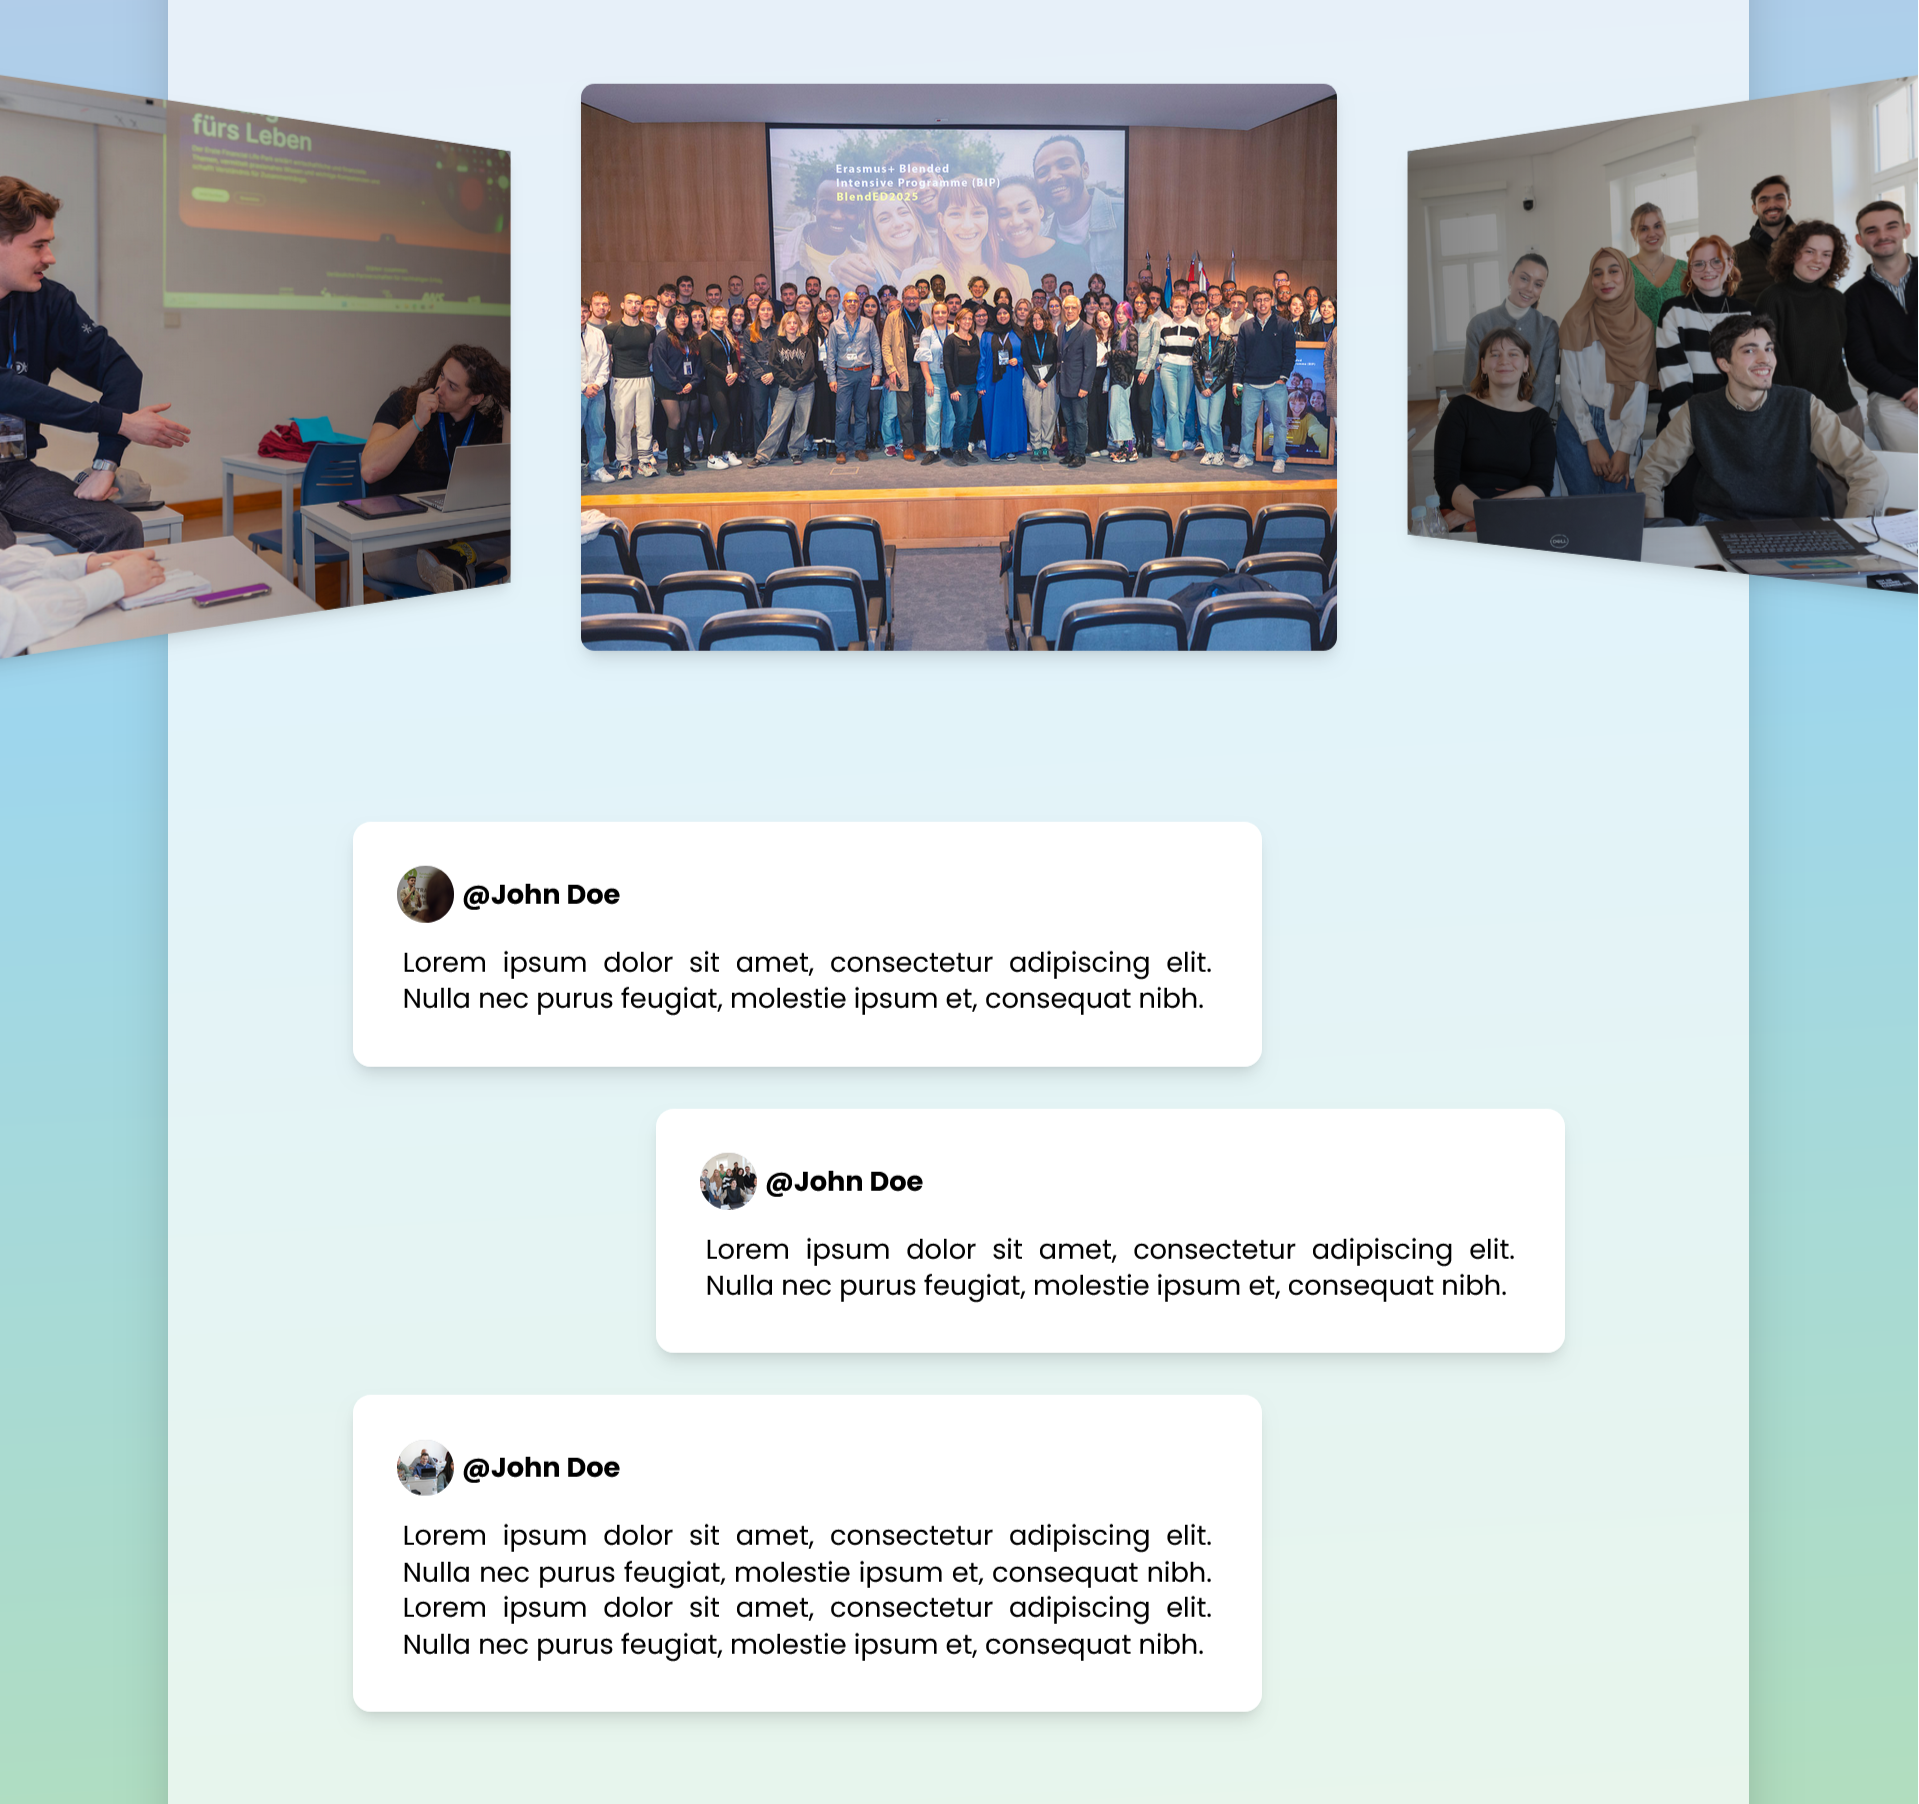 fürs Leben
Erasmus+ Blended
Intensive Programme (BIP)
BlendED2025
DELL
@John Doe
Lorem ipsum dolor sit amet, consectetur adipiscing elit.
Nulla nec purus feugiat, molestie ipsum et, consequat nibh.
@John Doe
Lorem ipsum dolor sit amet, consectetur adipiscing elit.
Nulla nec purus feugiat, molestie ipsum et, consequat nibh.
@John Doe
Lorem ipsum dolor sit amet, consectetur adipiscing elit.
Nulla nec purus feugiat, molestie ipsum et, consequat nibh.
Lorem ipsum dolor sit amet, consectetur adipiscing elit.
Nulla nec purus feugiat, molestie ipsum et, consequat nibh.